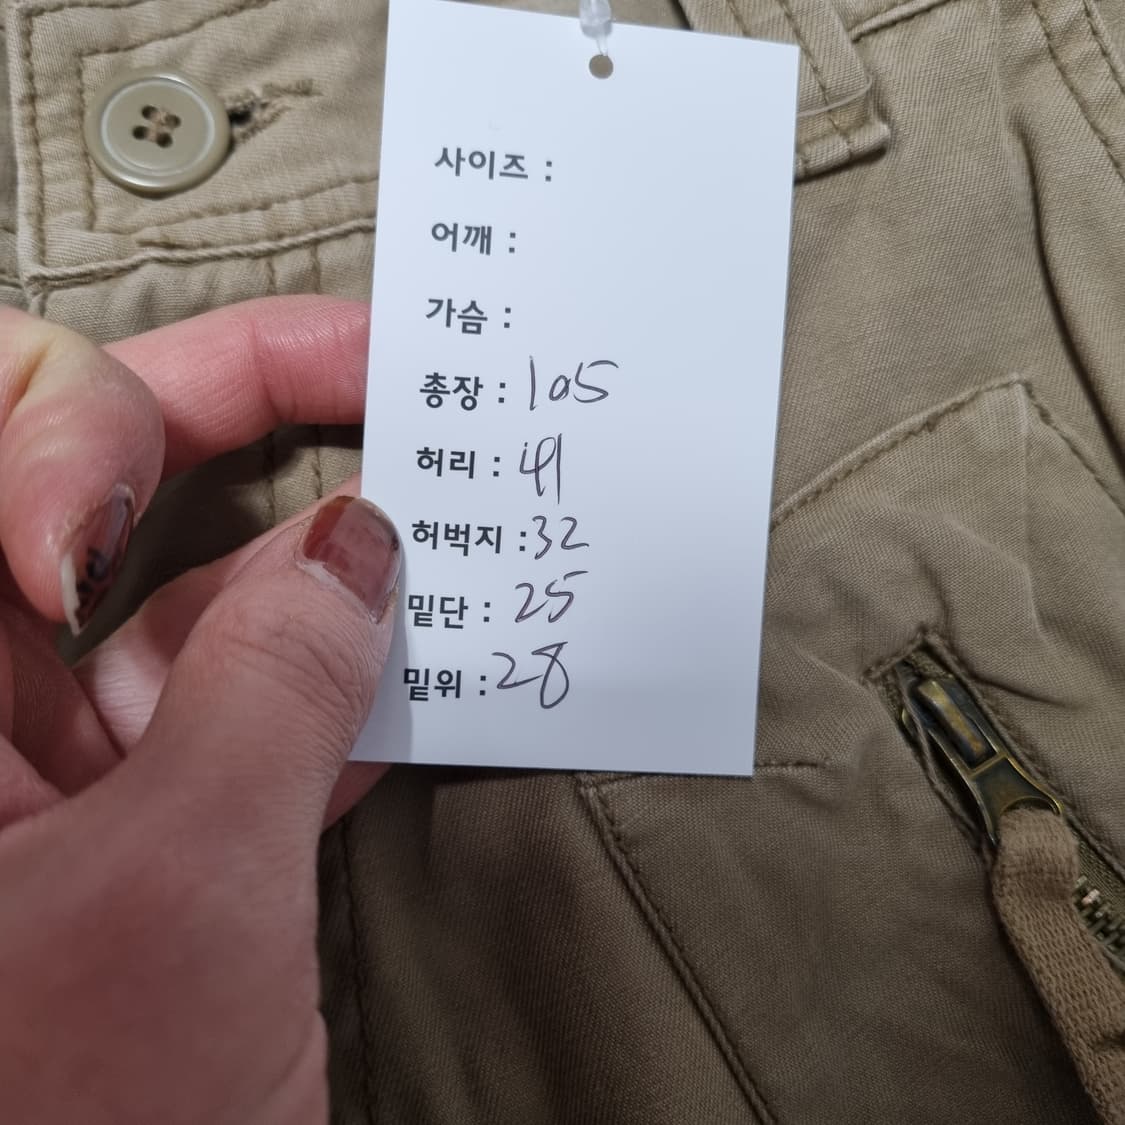 사이즈 :
어깨 :
가슴 :
총장 : 105
허리 : 41
허벅지 : 32
밑단 : 25
밑위 : 28